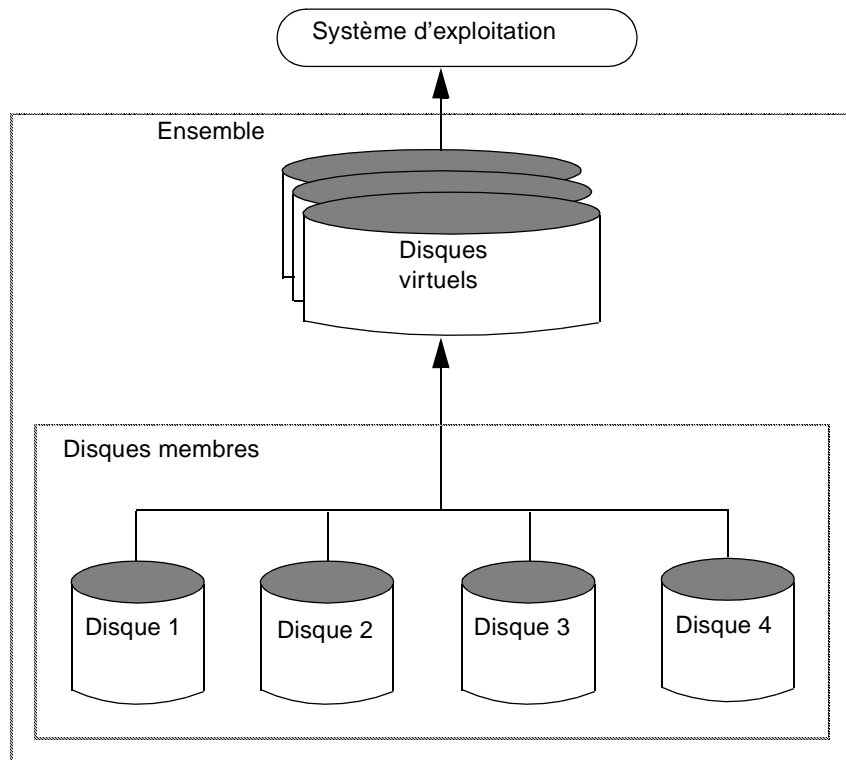 Système d'exploitation
Ensemble
Disques
virtuels
Disques membres
Disque 1
Disque 2
Disque 3
Disque 4